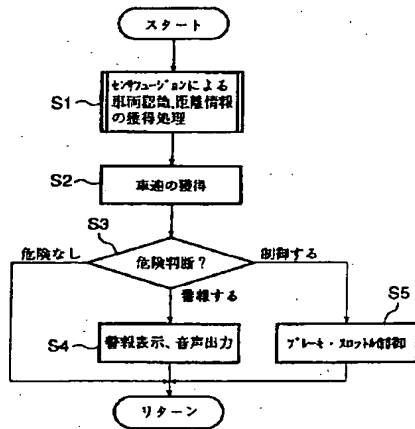 スタート
S1
センサフュージョンによる
車両認識、距離情報
の獲得処理
S2
車速の獲得
S3
危険なし
危険判断？
制御する
警報する
S4
警報表示、音声出力
S5
ブレーキ・スロットル制御
リターン